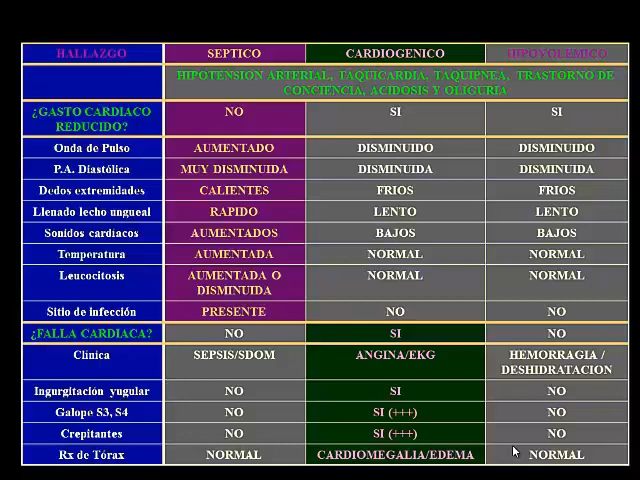 HALLAZGO SEPTICO CARDIOGENICO HIPOVOLEMICO
HIPOTENSION ARTERIAL, TAQUICARDIA, TAQUIPNEA, TRASTORNO DE
CONCIENCIA, ACIDOSIS Y OLIGURIA
¿GASTO CARDIACO REDUCIDO? NO SI SI
Onda de Pulso AUMENTADO DISMINUIDO DISMINUIDO
P.A. Diastólica MUY DISMINUIDA DISMINUIDA DISMINUIDA
Dedos extremidades CALIENTES FRIOS FRIOS
Llenado lecho ungueal RAPIDO LENTO LENTO
Sonidos cardíacos AUMENTADOS BAJOS BAJOS
Temperatura AUMENTADA NORMAL NORMAL
Leucocitosis AUMENTADA O DISMINUIDA NORMAL NORMAL
Sitio de infección PRESENTE NO NO
¿FALLA CARDIACA? NO SI NO
Clínica SEPSIS/SDOM ANGINA/EKG HEMORRAGIA / DESHIDRATACION
Ingurgitación yugular NO SI NO
Galope S3, S4 NO SI (+++) NO
Crepitantes NO SI (+++) NO
Rx de Tórax NORMAL CARDIOMEGALIA/EDEMA NORMAL